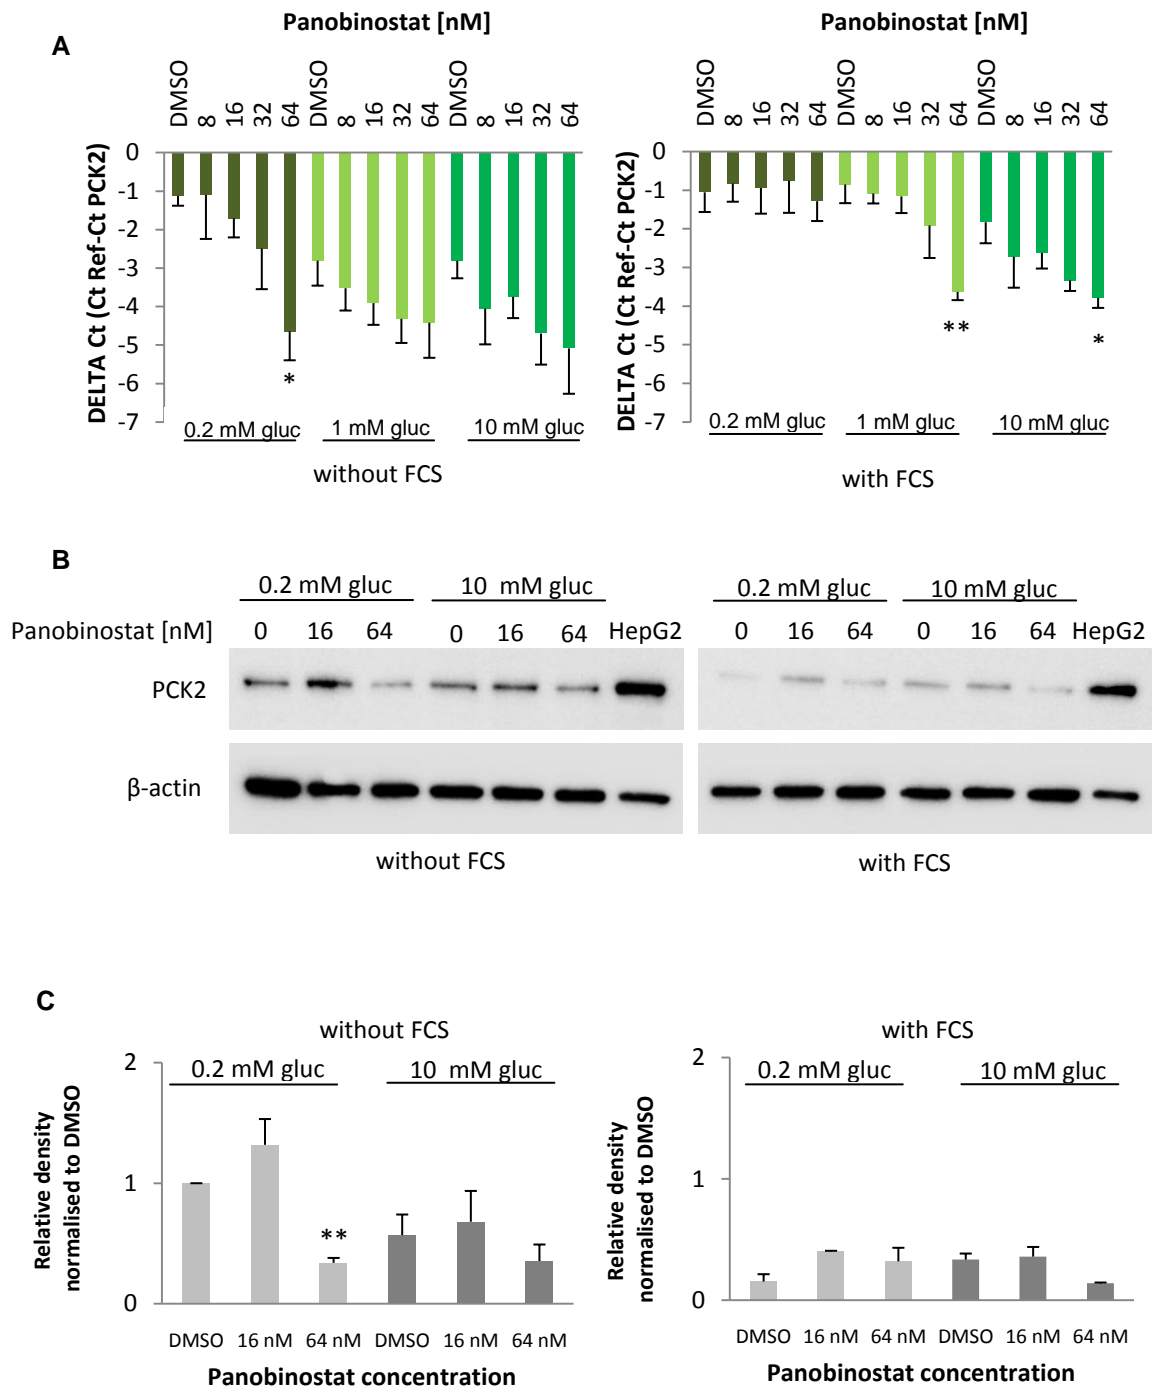 A
Panobinostat [nM]
DMSO 8 16 32 64 DMSO 8 16 32 64 DMSO 8 16 32 64
DELTA Ct (Ct Ref-Ct PCK2)
0
-1
-2
-3
-4
-5
-6
-7
*
0.2 mM gluc 1 mM gluc 10 mM gluc
without FCS
Panobinostat [nM]
DMSO 8 16 32 64 DMSO 8 16 32 64 DMSO 8 16 32 64
DELTA Ct (Ct Ref-Ct PCK2)
0
-1
-2
-3
-4
-5
-6
-7
** *
0.2 mM gluc 1 mM gluc 10 mM gluc
with FCS
B
0.2 mM gluc 10 mM gluc 0.2 mM gluc 10 mM gluc
Panobinostat [nM] 0 16 64 0 16 64 HepG2 0 16 64 0 16 64 HepG2
PCK2
β-actin
without FCS with FCS
C
without FCS
0.2 mM gluc 10 mM gluc
Relative density
normalised to DMSO
2
1
0
**
DMSO 16 nM 64 nM DMSO 16 nM 64 nM
Panobinostat concentration
with FCS
0.2 mM gluc 10 mM gluc
Relative density
normalised to DMSO
2
1
0
DMSO 16 nM 64 nM DMSO 16 nM 64 nM
Panobinostat concentration